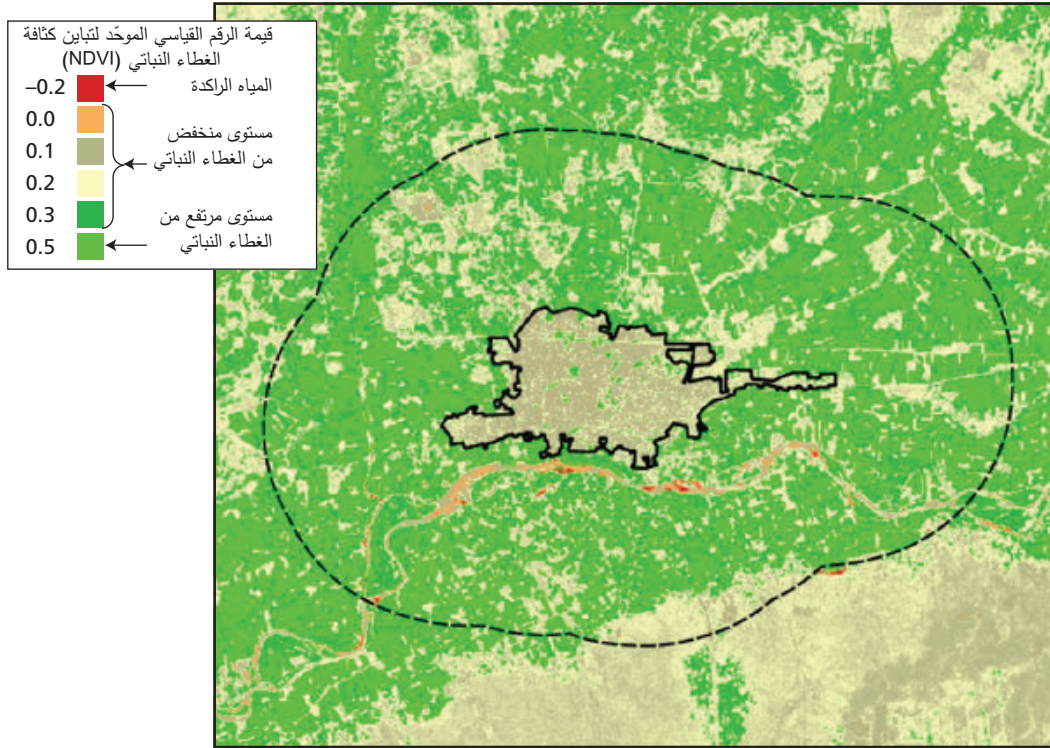 قيمة الرقم القياسي الموحّد لتباين كثافة
الغطاء النباتي (NDVI)
–0.2 المياه الراكدة
0.0
مستوى منخفض
0.1
من الغطاء النباتي
0.2
0.3 مستوى مرتفع من
0.5 الغطاء النباتي